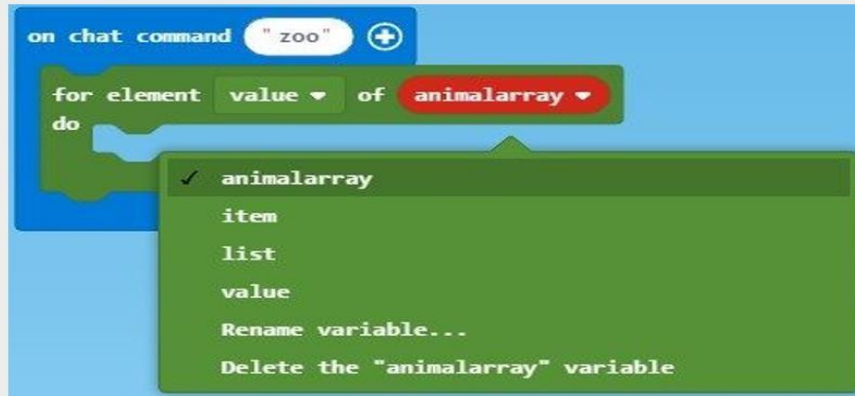 on chat command "zoo"
for element value of animalarray
do
animalarray
item
list
value
Rename variable...
Delete the "animalarray" variable